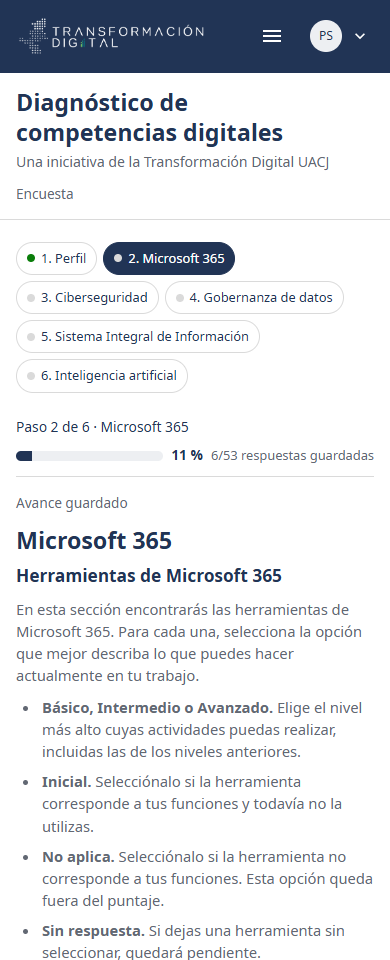 TRANSFORMACIÓN
DIGITAL
PS
Diagnóstico de
competencias digitales
Una iniciativa de la Transformación Digital UACJ
Encuesta
1. Perfil
2. Microsoft 365
3. Ciberseguridad
4. Gobernanza de datos
5. Sistema Integral de Información
6. Inteligencia artificial
Paso 2 de 6 · Microsoft 365
11 % 6/53 respuestas guardadas
Avance guardado
Microsoft 365
Herramientas de Microsoft 365
En esta sección encontrarás las herramientas de
Microsoft 365. Para cada una, selecciona la opción
que mejor describa lo que puedes hacer
actualmente en tu trabajo.
• Básico, Intermedio o Avanzado. Elige el nivel
más alto cuyas actividades puedas realizar,
incluidas las de los niveles anteriores.
• Inicial. Selecciónalo si la herramienta
corresponde a tus funciones y todavía no la
utilizas.
• No aplica. Selecciónalo si la herramienta no
corresponde a tus funciones. Esta opción queda
fuera del puntaje.
• Sin respuesta. Si dejas una herramienta sin
seleccionar, quedará pendiente.